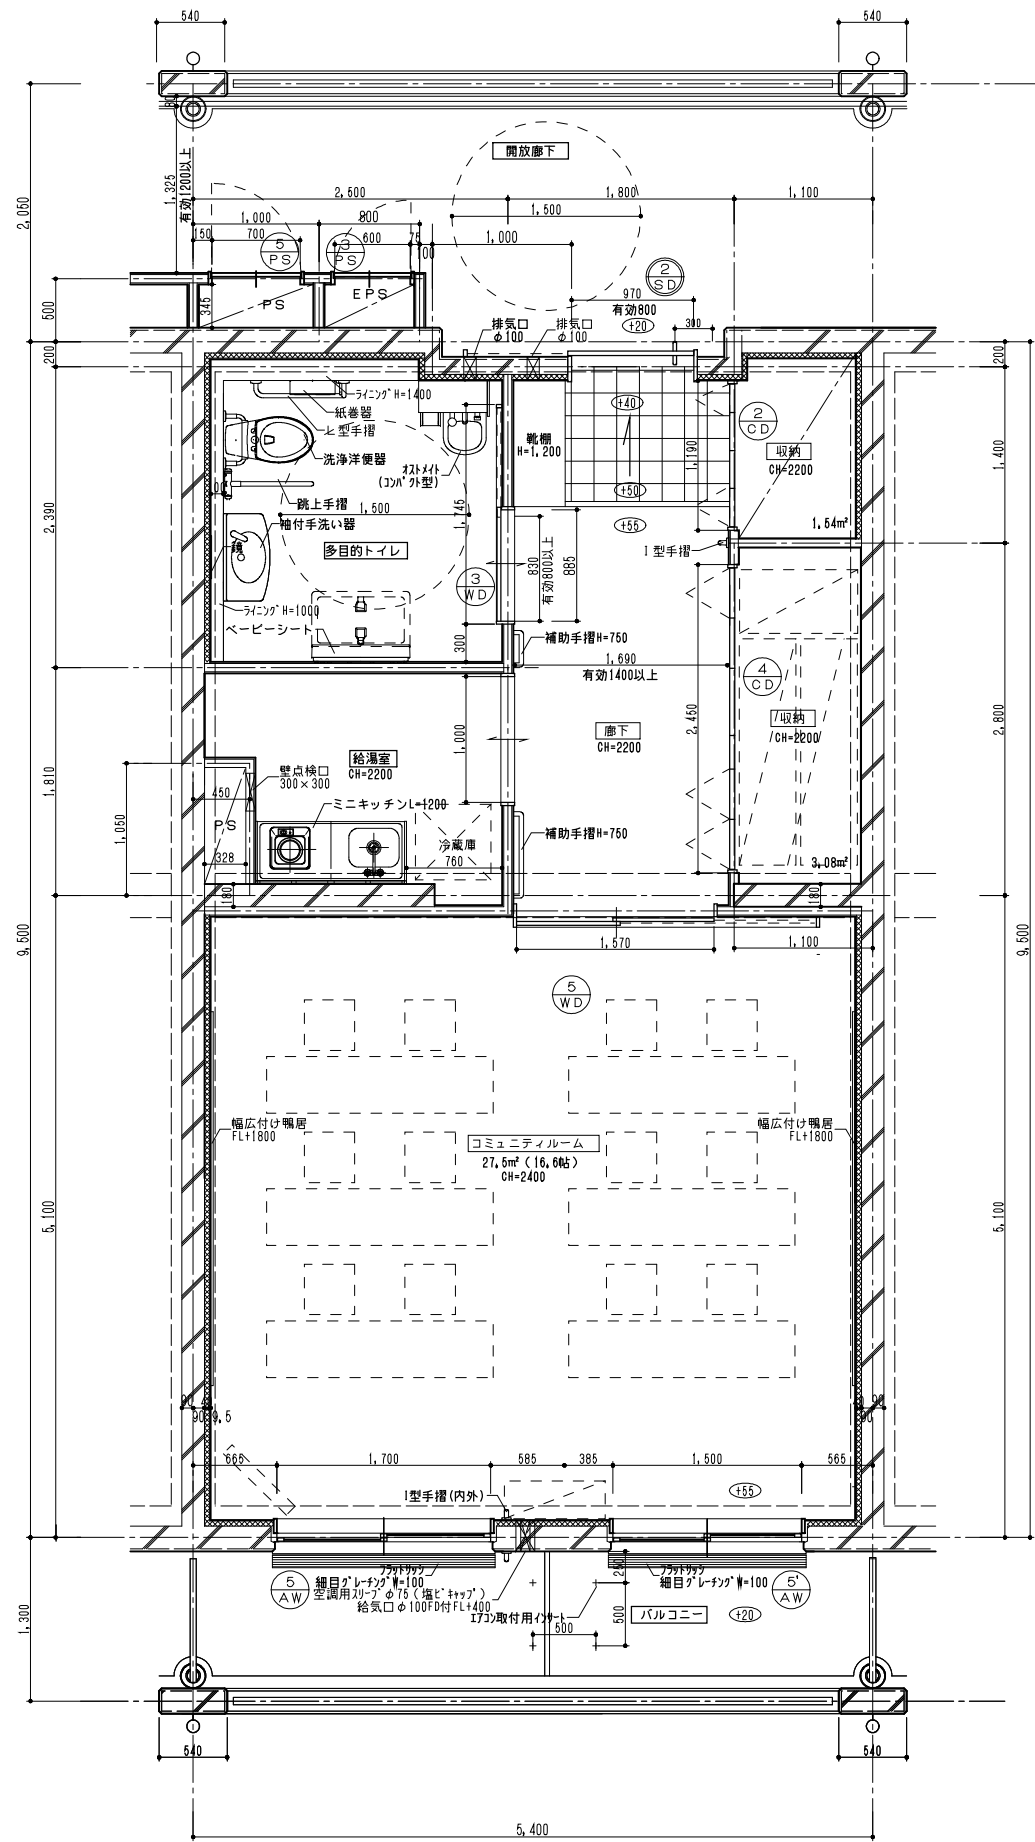 540
540
80
1,325
有効1200以上
2,050
開放廊下
2,500
1,800
1,100
1,000
800
1,500
150
700
600
75
100
1,000
5
PS
3
PS
2
SD
970
有効800
+20
300
500
345
PS
EPS
排気口
φ100
排気口
φ100
200
200
ライニングH=1400
紙巻器
L型手摺
洗浄洋便器
オストメイト
(コンパクト型)
靴棚
H=1,200
+40
1,190
2
CD
収納
CH=2200
1,400
2,390
跳上手摺
1,500
1,745
+50
+55
1.54m²
袖付手洗い器
鏡
多目的トイレ
I型手摺
830
有効800以上
885
3
WD
ライニングH=1000
ベービーシート
300
補助手摺H=750
1,690
有効1400以上
4
CD
2,450
収納
CH=2200
2,800
1,000
廊下
CH=2200
給湯室
CH=2200
1,810
壁点検口
300×300
450
ミニキッチンL=1200
PS
1,050
328
冷蔵庫
760
補助手摺H=750
3.08m²
180
180
9,500
9,500
1,570
1,100
5
WD
幅広付け鴨居
FL+1800
幅広付け鴨居
FL+1800
コミュニティルーム
27.5m²(16.6帖)
CH=2400
5,100
5,100
90
9.5
90
90
90
665
1,700
585
385
1,500
565
+55
I型手摺(内外)
フラットサッシ
細目グレーチングW=100
空調用スリーブφ75(塩ビキャップ)
給気口φ100FD付FL+400
5
AW
フラットサッシ
細目グレーチングW=100
250
5'
AW
エアコン取付用インサート
500
500
バルコニー
+20
1,300
540
540
5,400